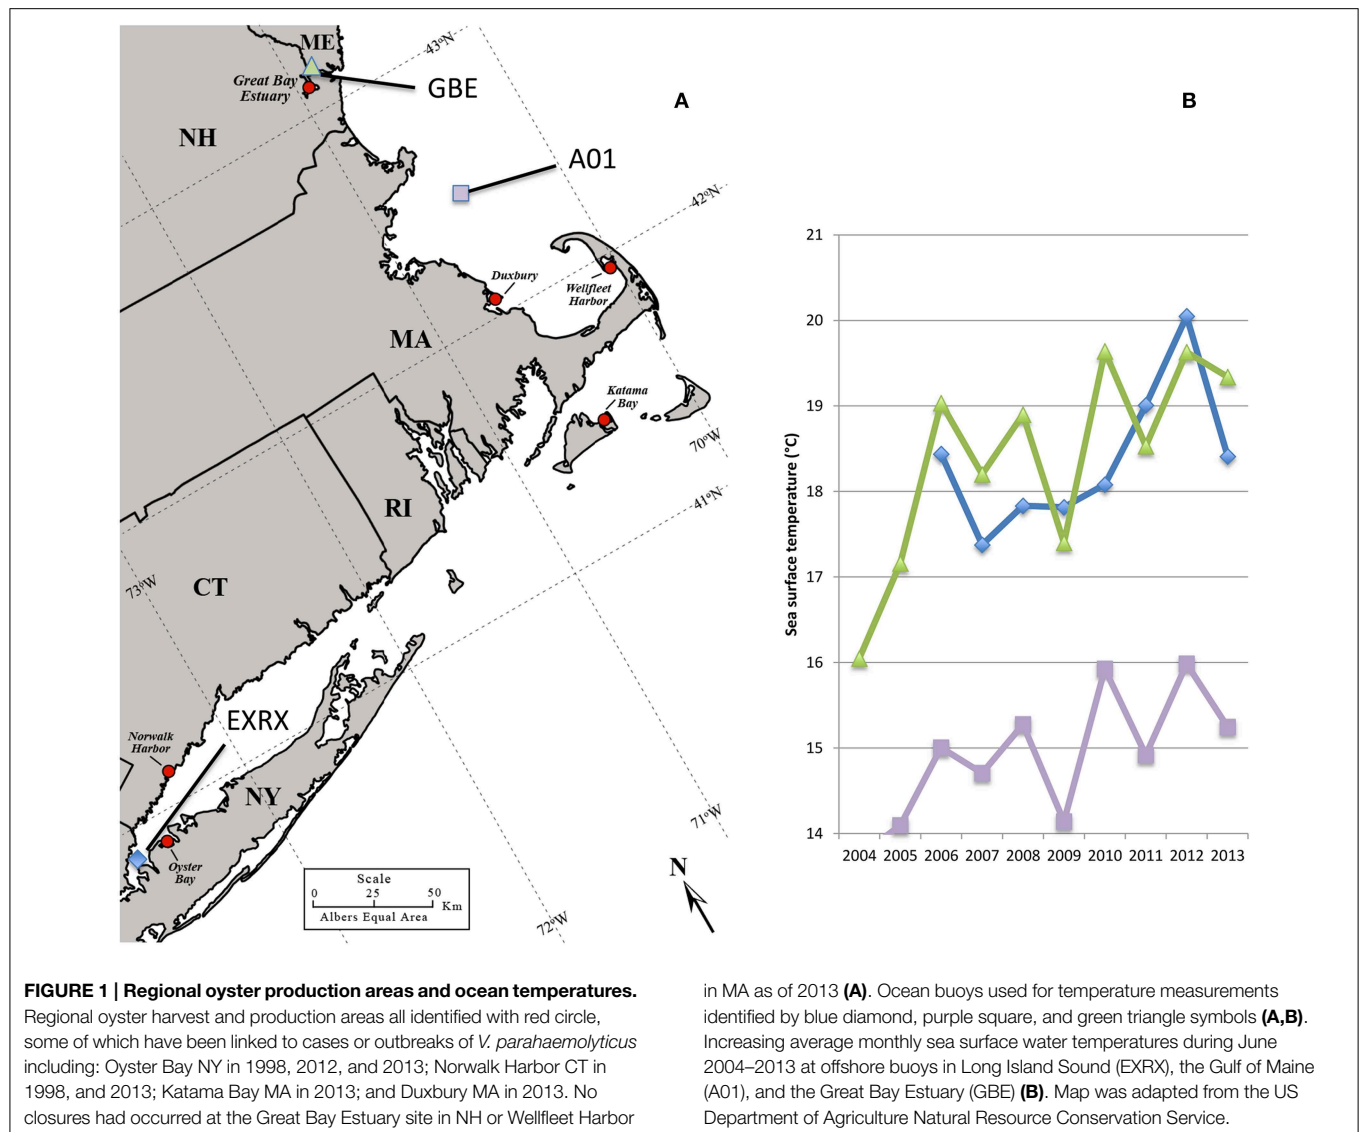 ME
43°N
Great Bay
Estuary
GBE
A
B
NH
A01
42°N
Duxbury
Wellfleet
Harbor
MA
Katama
Bay
70°W
41°N
RI
CT
73°W
EXRX
Norwalk
Harbor
NY
Oyster
Bay
71°W
N
72°W
Scale
0 25 50
Km
Albers Equal Area
Sea surface temperature (°C)
21
20
19
18
17
16
15
14
2004 2005 2006 2007 2008 2009 2010 2011 2012 2013
FIGURE 1 | Regional oyster production areas and ocean temperatures.
Regional oyster harvest and production areas all identified with red circle,
some of which have been linked to cases or outbreaks of V. parahaemolyticus
including: Oyster Bay NY in 1998, 2012, and 2013; Norwalk Harbor CT in
1998, and 2013; Katama Bay MA in 2013; and Duxbury MA in 2013. No
closures had occurred at the Great Bay Estuary site in NH or Wellfleet Harbor
in MA as of 2013 (A). Ocean buoys used for temperature measurements
identified by blue diamond, purple square, and green triangle symbols (A,B).
Increasing average monthly sea surface water temperatures during June
2004–2013 at offshore buoys in Long Island Sound (EXRX), the Gulf of Maine
(A01), and the Great Bay Estuary (GBE) (B). Map was adapted from the US
Department of Agriculture Natural Resource Conservation Service.